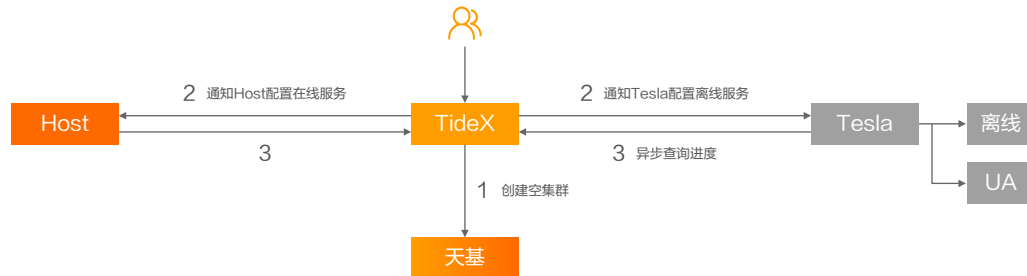 2 通知Host配置在线服务
2 通知Tesla配置离线服务
Host
TideX
Tesla
离线
3
3 异步查询进度
UA
1 创建空集群
天基